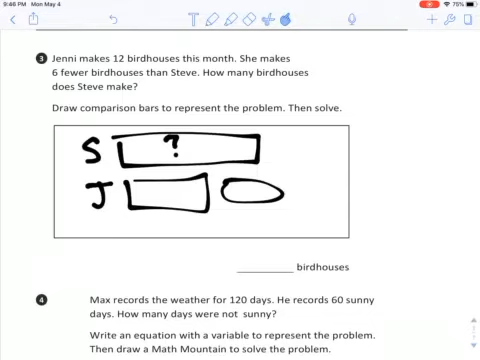 9:46 PM Mon May 4
75%
3 Jenni makes 12 birdhouses this month. She makes
6 fewer birdhouses than Steve. How many birdhouses
does Steve make?
Draw comparison bars to represent the problem. Then solve.
S ?
J
________ birdhouses
4 Max records the weather for 120 days. He records 60 sunny
days. How many days were not sunny?
Write an equation with a variable to represent the problem.
Then draw a Math Mountain to solve the problem.